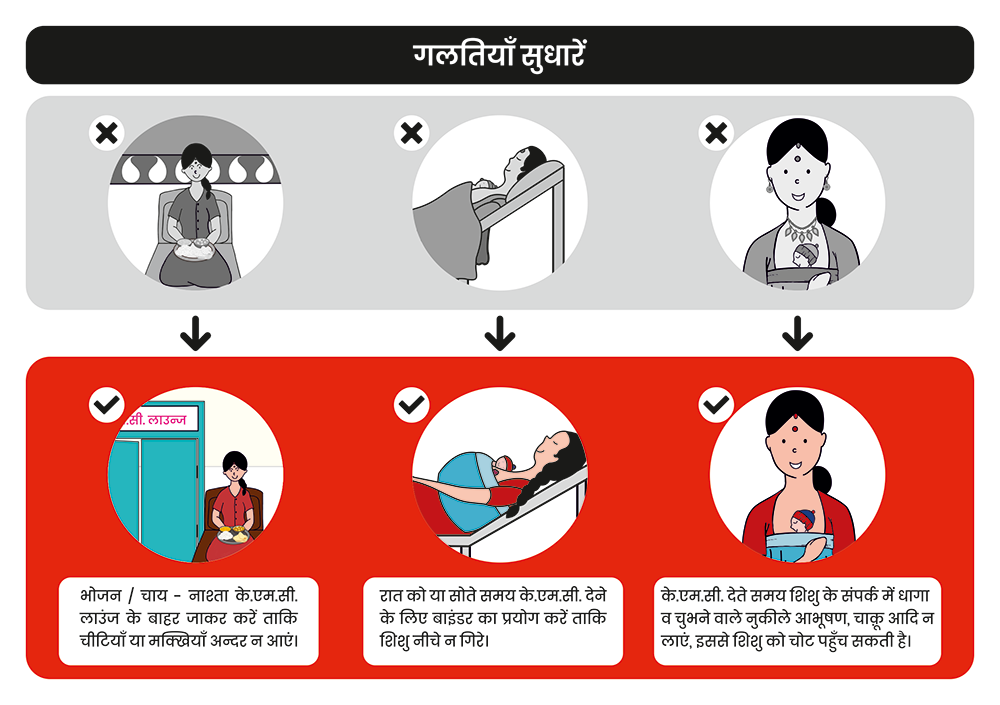 गलतियाँ सुधारें
.सी. लाउन्ज
भोजन / चाय - नाश्ता के.एम.सी.
लाउंज के बाहर जाकर करें ताकि
चीटियाँ या मक्खियाँ अन्दर न आएं।
रात को या सोते समय के.एम.सी. देने
के लिए बाइंडर का प्रयोग करें ताकि
शिशु नीचे न गिरे।
के.एम.सी. देते समय शिशु के संपर्क में धागा
व चुभने वाले नुकीले आभूषण, चाक़ू आदि न
लाएं, इससे शिशु को चोट पहुँच सकती है।